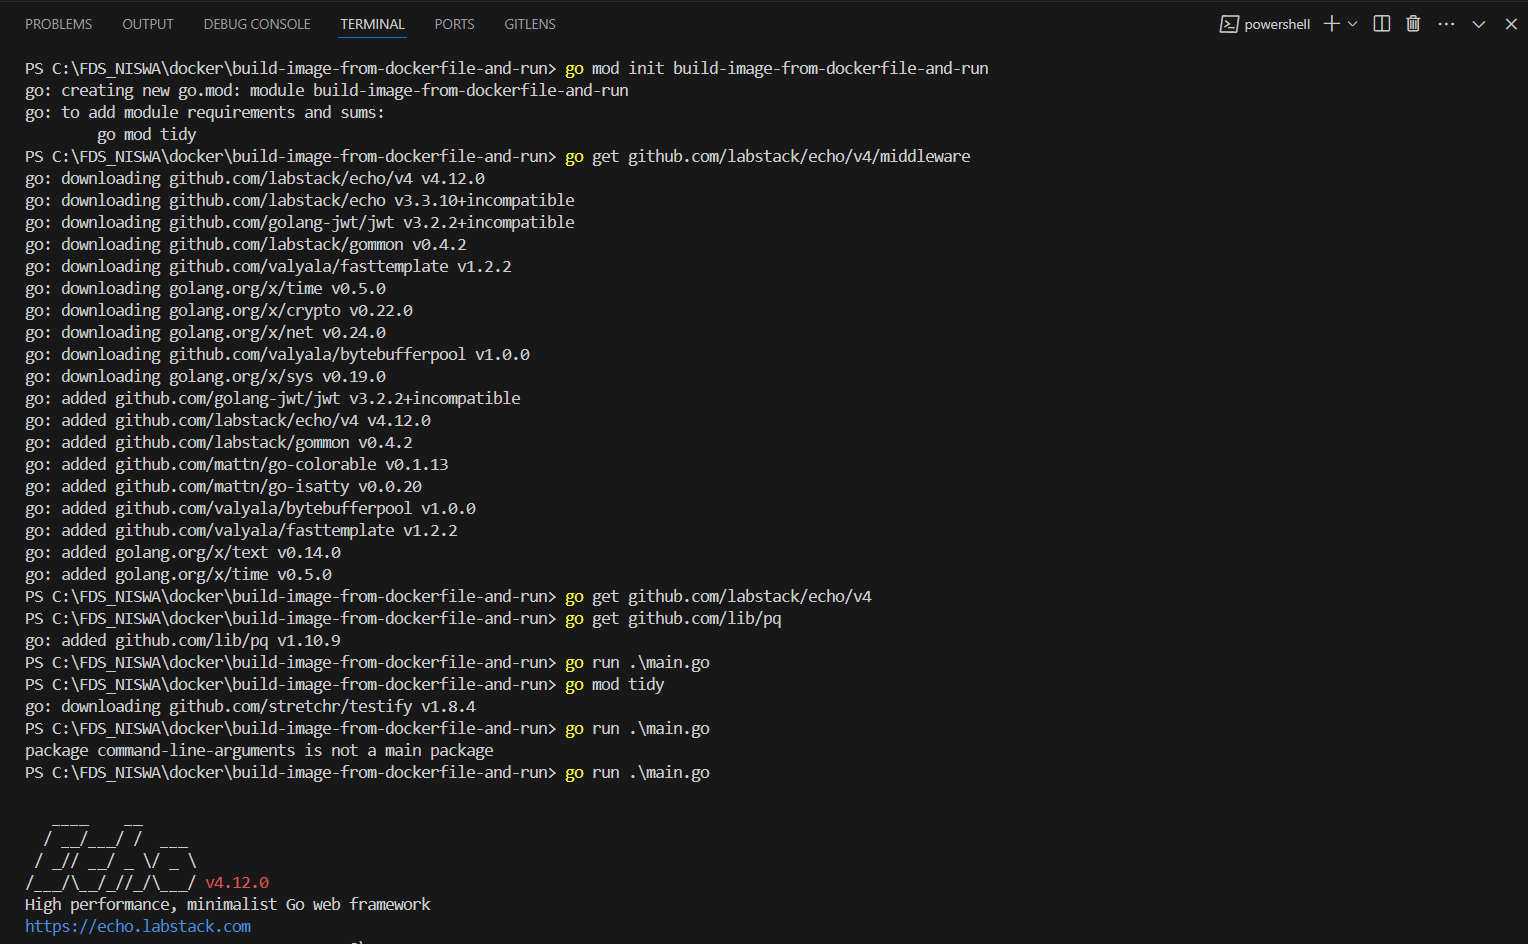 PROBLEMS OUTPUT DEBUG CONSOLE TERMINAL PORTS GITLENS powershell
PS C:\FDS_NISWA\docker\build-image-from-dockerfile-and-run> go mod init build-image-from-dockerfile-and-run
go: creating new go.mod: module build-image-from-dockerfile-and-run
go: to add module requirements and sums:
        go mod tidy
PS C:\FDS_NISWA\docker\build-image-from-dockerfile-and-run> go get github.com/labstack/echo/v4/middleware
go: downloading github.com/labstack/echo/v4 v4.12.0
go: downloading github.com/labstack/echo v3.3.10+incompatible
go: downloading github.com/golang-jwt/jwt v3.2.2+incompatible
go: downloading github.com/labstack/gommon v0.4.2
go: downloading github.com/valyala/fasttemplate v1.2.2
go: downloading golang.org/x/time v0.5.0
go: downloading golang.org/x/crypto v0.22.0
go: downloading golang.org/x/net v0.24.0
go: downloading github.com/valyala/bytebufferpool v1.0.0
go: downloading golang.org/x/sys v0.19.0
go: added github.com/golang-jwt/jwt v3.2.2+incompatible
go: added github.com/labstack/echo/v4 v4.12.0
go: added github.com/labstack/gommon v0.4.2
go: added github.com/mattn/go-colorable v0.1.13
go: added github.com/mattn/go-isatty v0.0.20
go: added github.com/valyala/bytebufferpool v1.0.0
go: added github.com/valyala/fasttemplate v1.2.2
go: added golang.org/x/text v0.14.0
go: added golang.org/x/time v0.5.0
PS C:\FDS_NISWA\docker\build-image-from-dockerfile-and-run> go get github.com/labstack/echo/v4
PS C:\FDS_NISWA\docker\build-image-from-dockerfile-and-run> go get github.com/lib/pq
go: added github.com/lib/pq v1.10.9
PS C:\FDS_NISWA\docker\build-image-from-dockerfile-and-run> go run .\main.go
PS C:\FDS_NISWA\docker\build-image-from-dockerfile-and-run> go mod tidy
go: downloading github.com/stretchr/testify v1.8.4
PS C:\FDS_NISWA\docker\build-image-from-dockerfile-and-run> go run .\main.go
package command-line-arguments is not a main package
PS C:\FDS_NISWA\docker\build-image-from-dockerfile-and-run> go run .\main.go
   ____    __
  / __/___/ /  ___
 / _// __/ _ \/ _ \
/___/\__/_//_/\___/ v4.12.0
High performance, minimalist Go web framework
https://echo.labstack.com